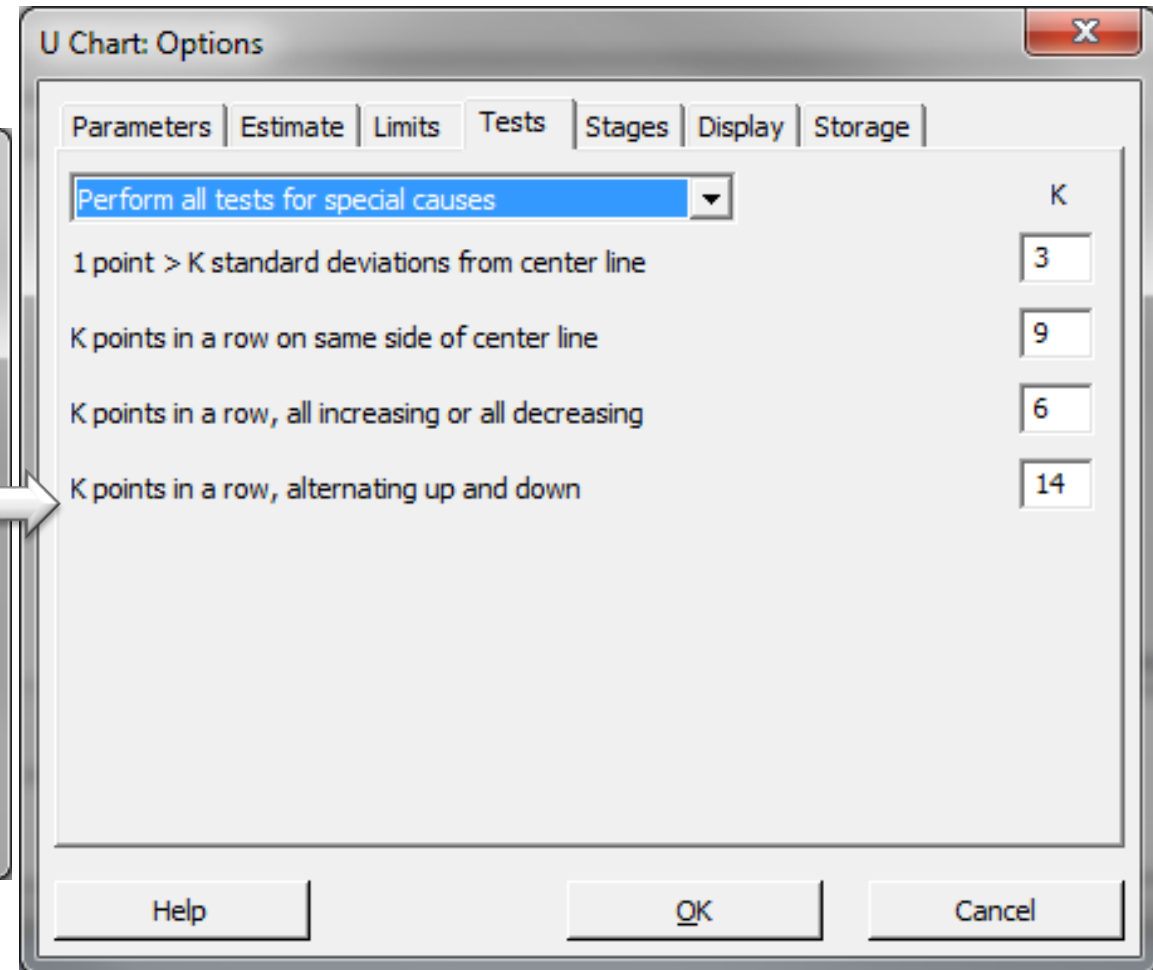 U Chart: Options
Parameters Estimate Limits Tests Stages Display Storage
Perform all tests for special causes K
1 point > K standard deviations from center line 3
K points in a row on same side of center line 9
K points in a row, all increasing or all decreasing 6
K points in a row, alternating up and down 14
Help OK Cancel